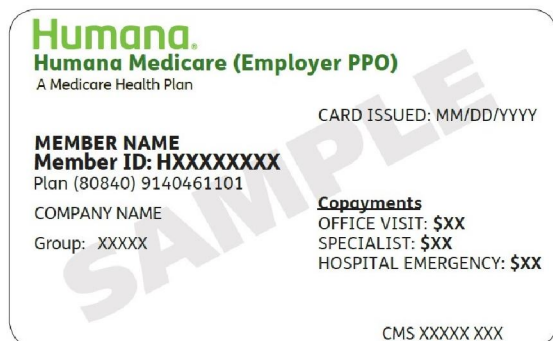 Humana.
Humana Medicare (Employer PPO)
A Medicare Health Plan
CARD ISSUED: MM/DD/YYYY
MEMBER NAME
Member ID: HXXXXXXXX
Plan (80840) 9140461101
COMPANY NAME
Group: XXXXX
Copayments
OFFICE VISIT: $XX
SPECIALIST: $XX
HOSPITAL EMERGENCY: $XX
CMS XXXXX XXX
SAMPLE